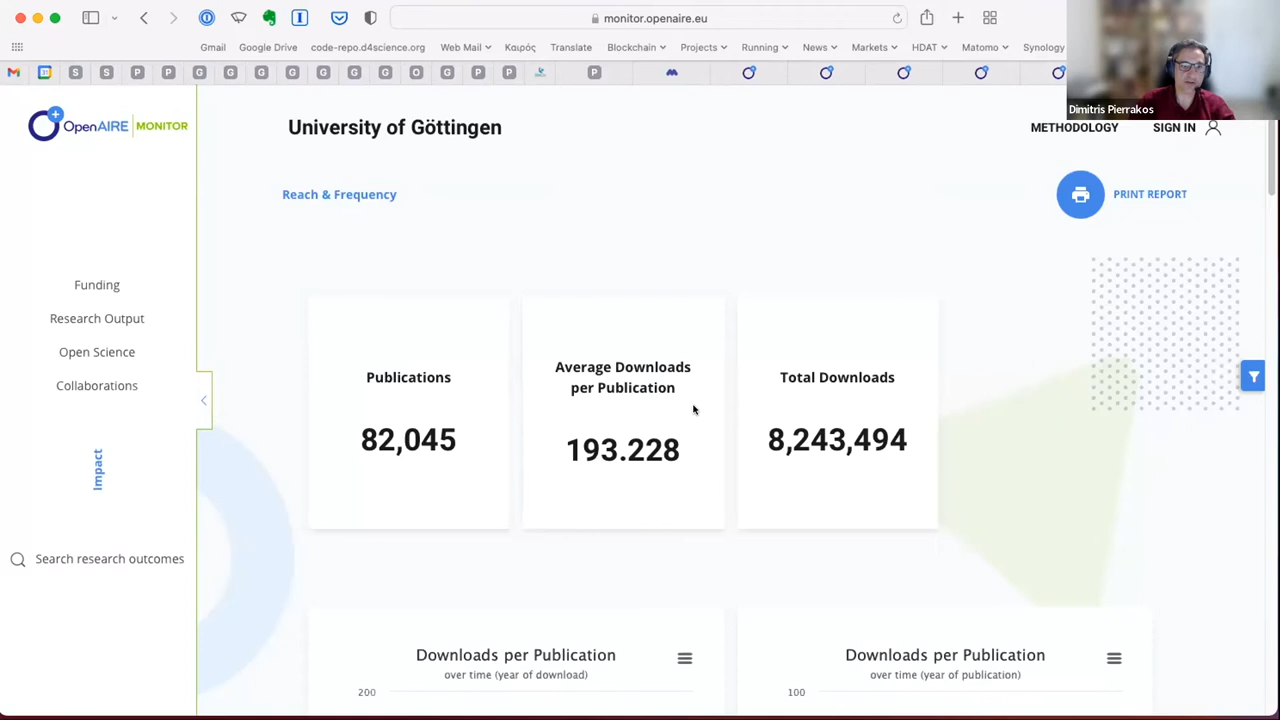 monitor.openaire.eu
Gmail Google Drive code-repo.d4science.org Web Mail Καιρός Translate Blockchain Projects Running News Markets HDAT Matomo Synology
31 S S P P G G G G G G G G O G P P P
Dimitris Pierrakos
OpenAIRE MONITOR
University of Göttingen
METHODOLOGY SIGN IN
Reach & Frequency
PRINT REPORT
Funding
Research Output
Open Science
Collaborations
Impact
Search research outcomes
Publications
82,045
Average Downloads
per Publication
193.228
Total Downloads
8,243,494
Downloads per Publication
over time (year of download)
200
Downloads per Publication
over time (year of publication)
100